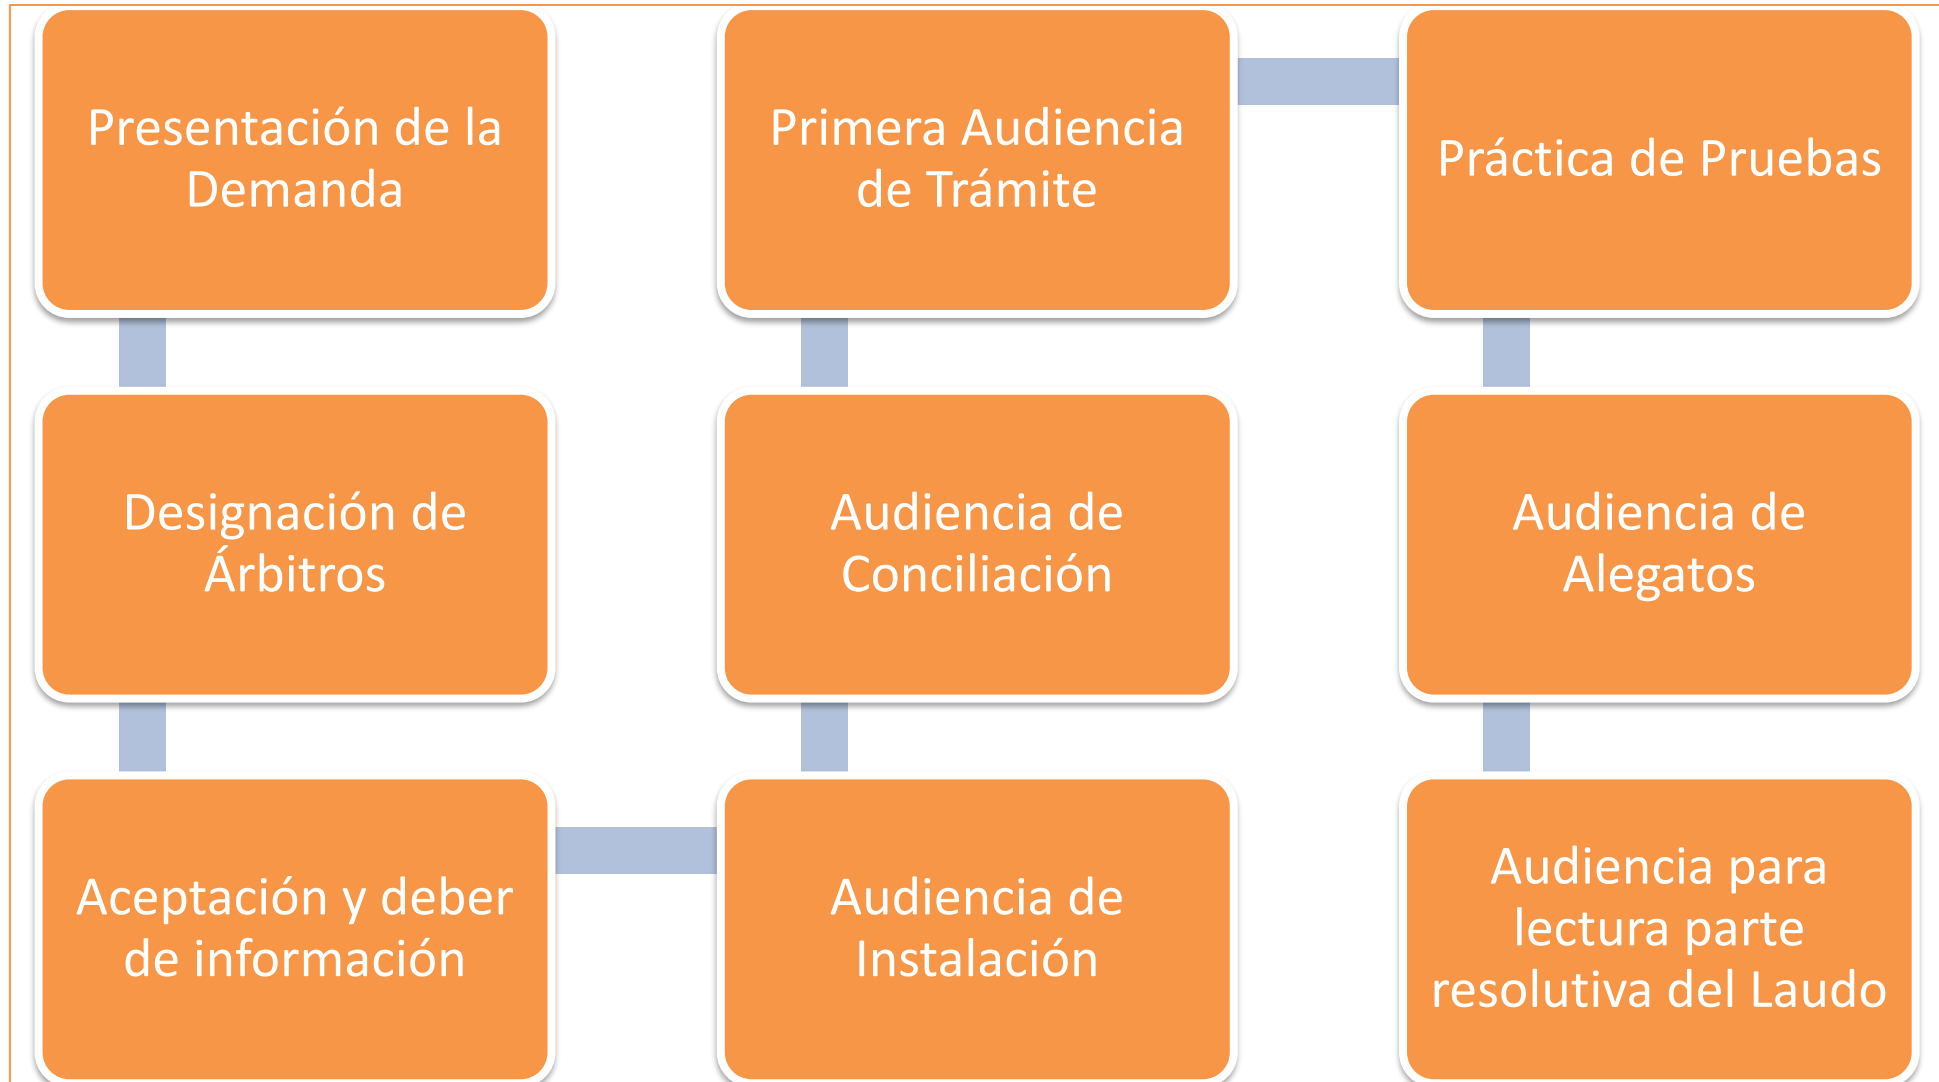 Presentación de la
Demanda
Designación de
Árbitros
Aceptación y deber
de información
Audiencia de
Instalación
Audiencia de
Conciliación
Primera Audiencia
de Trámite
Práctica de Pruebas
Audiencia de
Alegatos
Audiencia para
lectura parte
resolutiva del Laudo